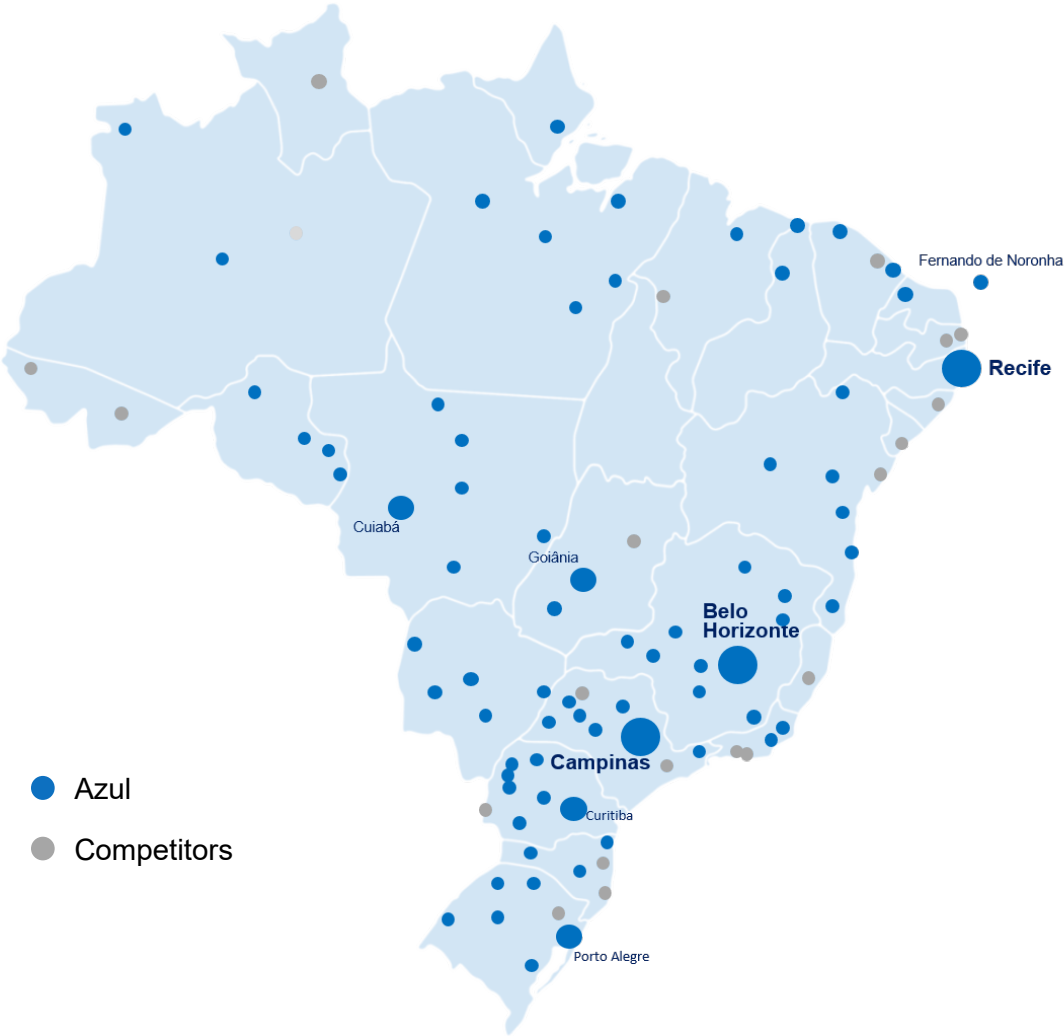 Fernando de Noronha
Recife
Cuiabá
Goiânia
Belo
Horizonte
Campinas
Azul
Curitiba
Competitors
Porto Alegre